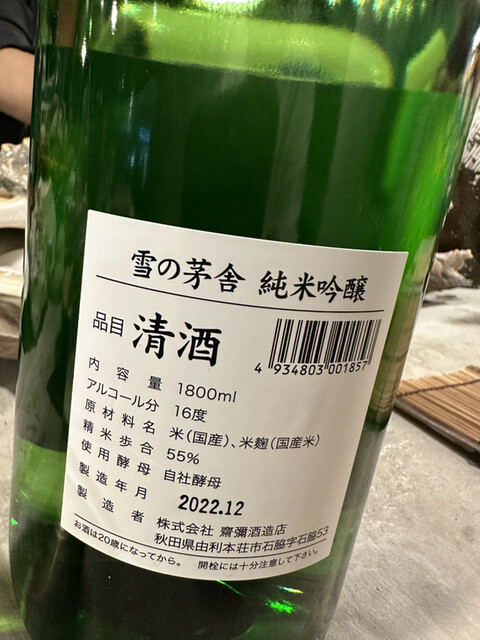 雪の茅舎 純米吟醸
品目 清酒
4 934803 001857
内容量 1800ml
アルコール分 16度
原材料名 米(国産)、米麹(国産米)
精米歩合 55%
使用酵母 自社酵母
製造年月 2022.12
製造者 株式会社 齋彌酒造店
秋田県由利本荘市石脇字石脇53
お酒は20歳になってから。 開栓には十分注意して下さい。